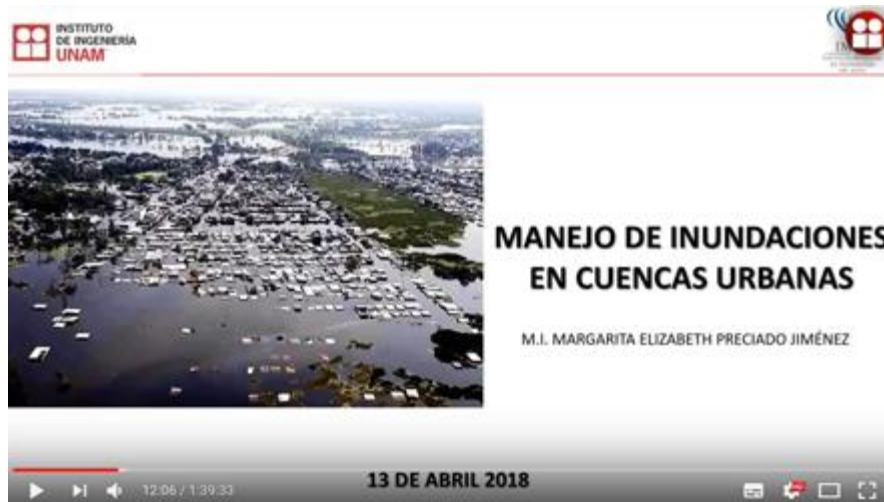 INSTITUTO
DE INGENIERÍA
UNAM
MANEJO DE INUNDACIONES
EN CUENCAS URBANAS
M.I. MARGARITA ELIZABETH PRECIADO JIMÉNEZ
13 DE ABRIL 2018
12:06 / 1:39:33